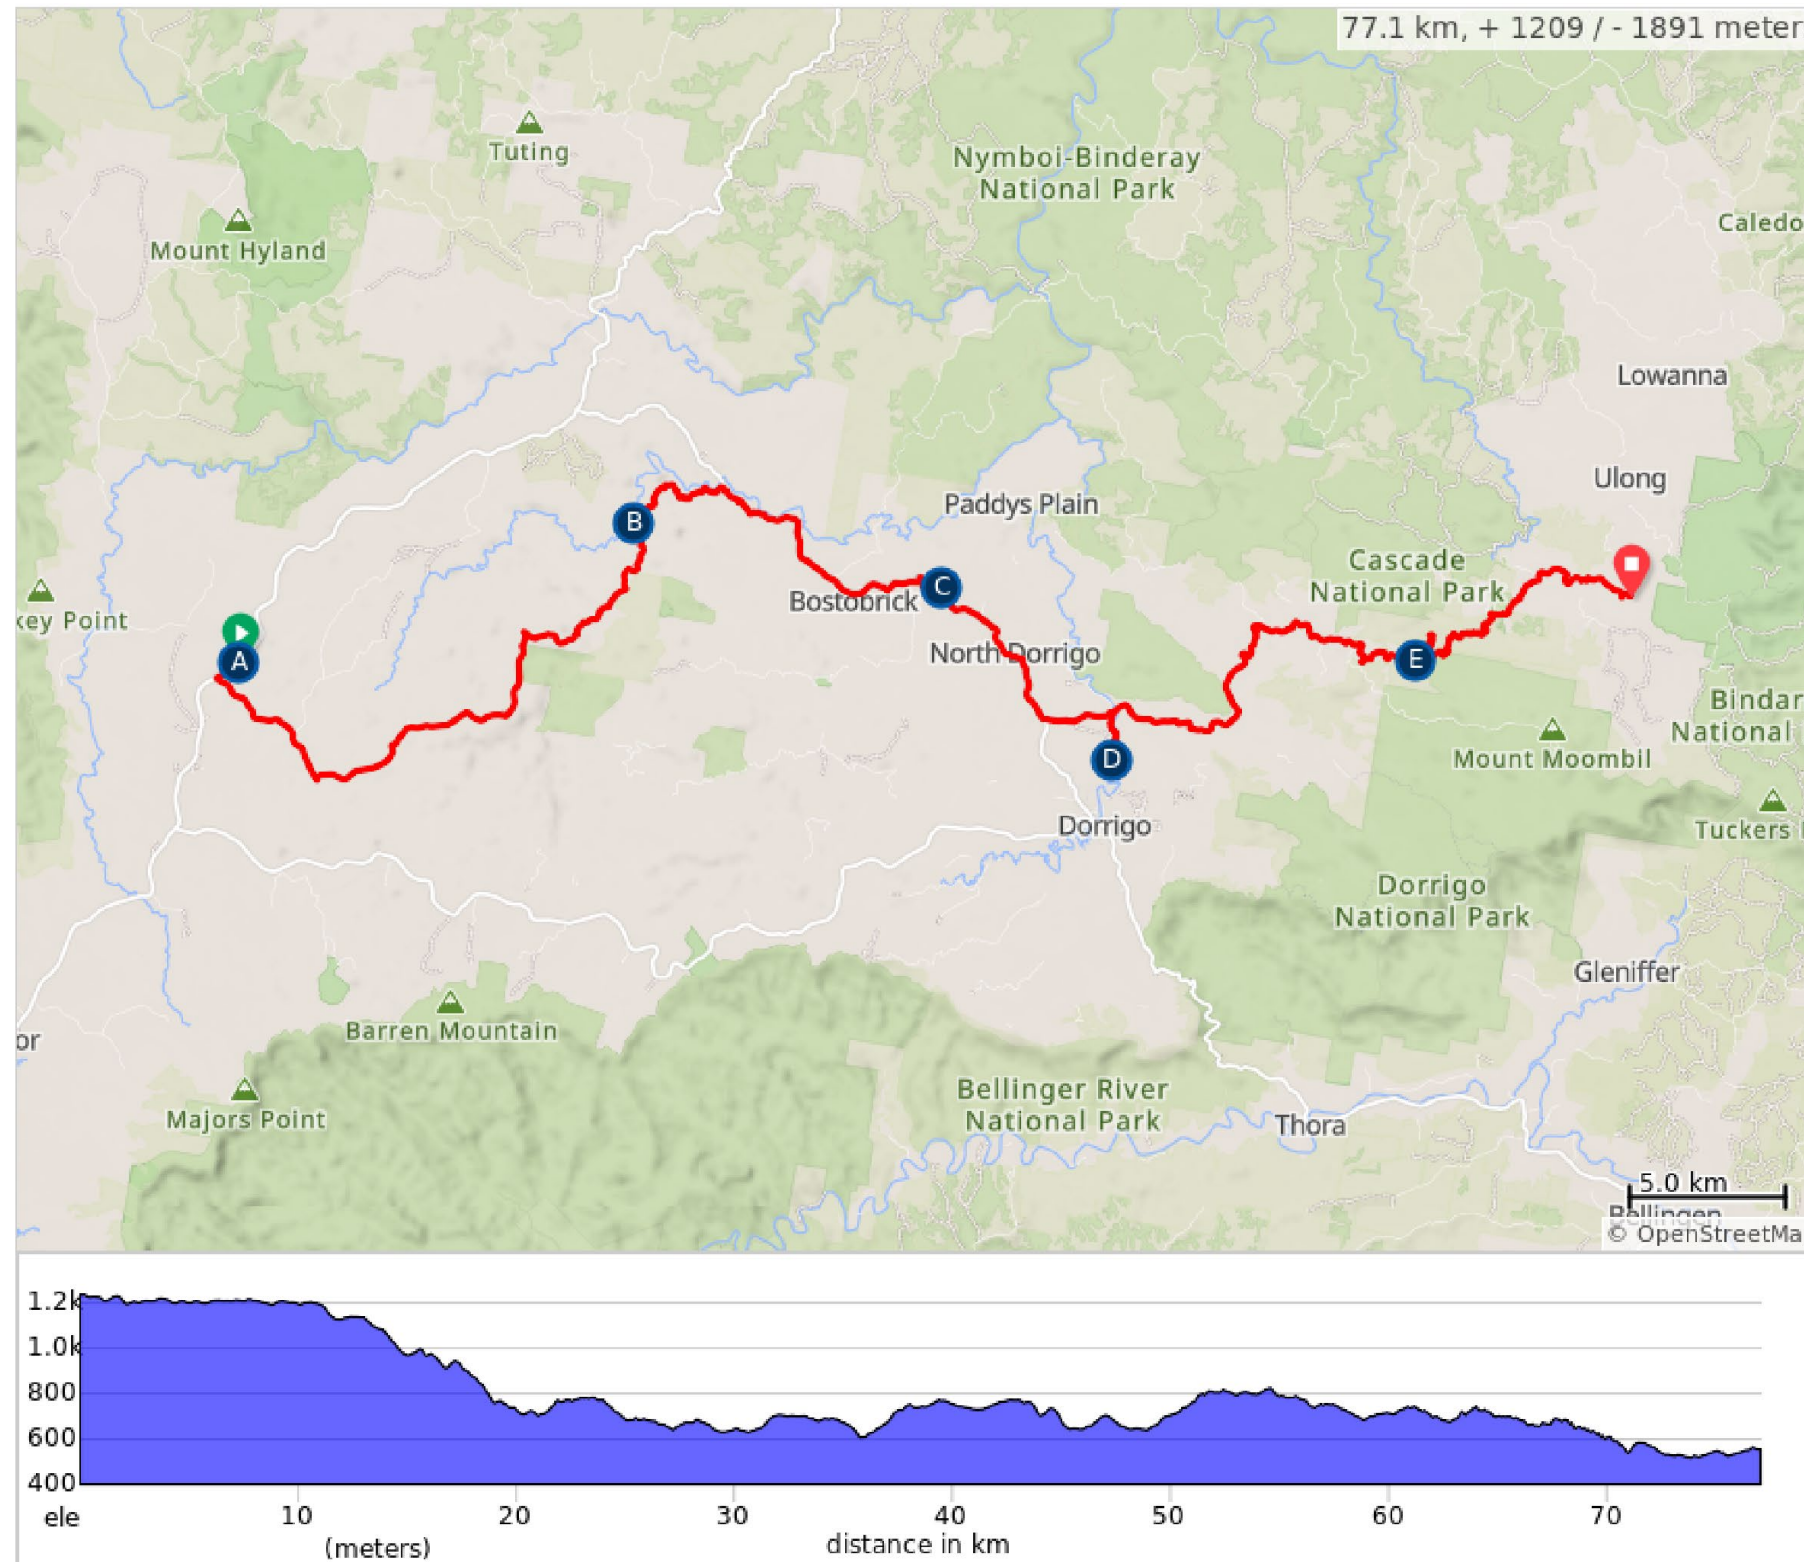 77.1 km, + 1209 / - 1891 meter
Tuting
Nymboi-Binderay
National Park
Mount Hyland
Caledo
Lowanna
Ulong
Paddys Plain
B
Cascade
National Park
C
Bostobrick
key Point
A
North Dorrigo
E
Bindar
National
Mount Moombil
D
Dorrigo
Tuckers
Dorrigo
National Park
Gleniffer
Barren Mountain
or
Bellinger River
National Park
Majors Point
Thora
5.0 km
Bellingen
© OpenStreetMa
1.2k
1.0k
800
600
400
ele
10
20
30
40
50
60
70
(meters)
distance in km